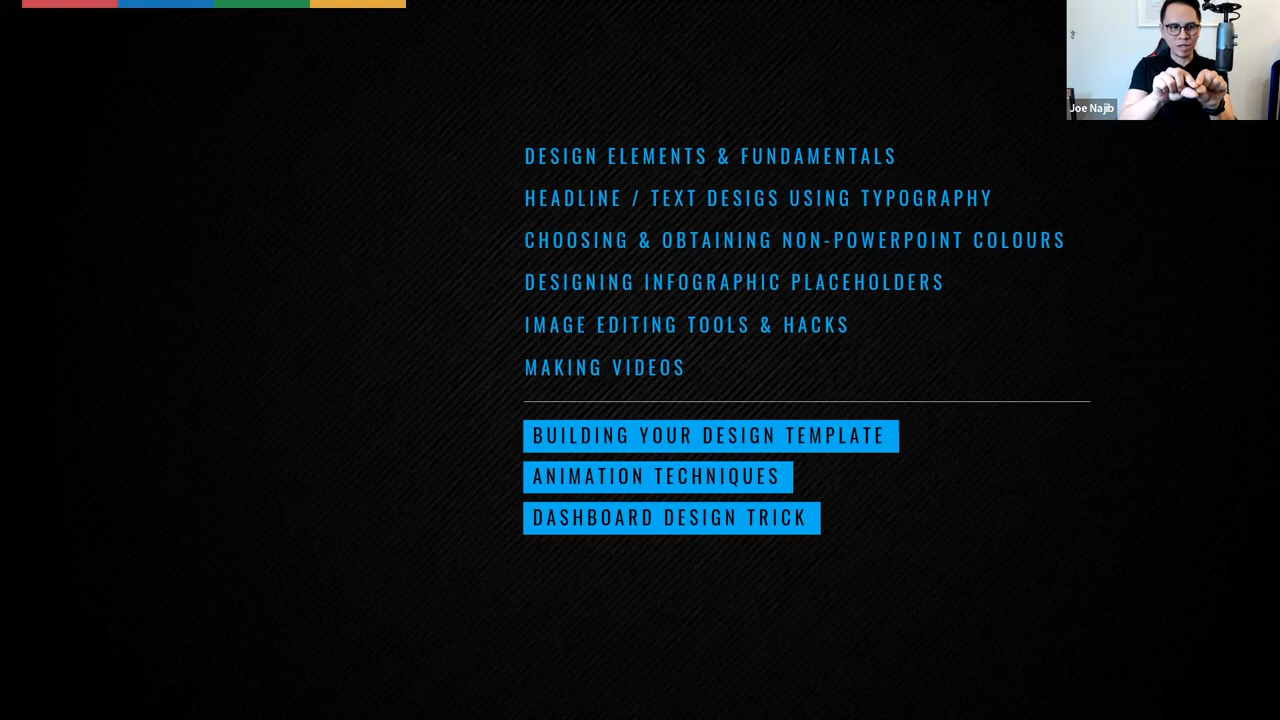 Joe Najib
DESIGN ELEMENTS & FUNDAMENTALS
HEADLINE / TEXT DESIGS USING TYPOGRAPHY
CHOOSING & OBTAINING NON-POWERPOINT COLOURS
DESIGNING INFOGRAPHIC PLACEHOLDERS
IMAGE EDITING TOOLS & HACKS
MAKING VIDEOS
BUILDING YOUR DESIGN TEMPLATE
ANIMATION TECHNIQUES
DASHBOARD DESIGN TRICK